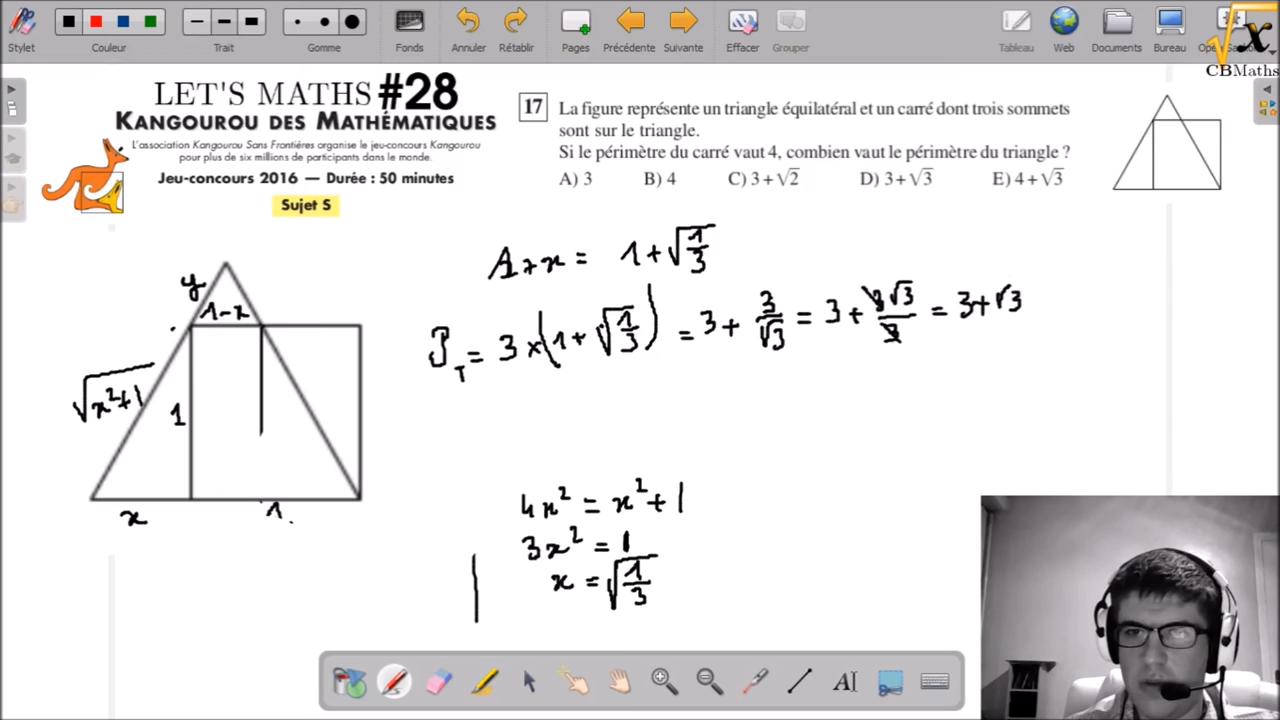 Stylet
Couleur
Trait
Gomme
Fonds
Annuler
Rétablir
Pages
Précédente
Suivante
Effacer
Grouper
Tableau
Web
Documents
Bureau
CBMaths
LET'S MATHS #28
KANGOUROU DES MATHÉMATIQUES
L'association Kangourou Sans Frontières organise le jeu-concours Kangourou
pour plus de six millions de participants dans le monde.
Jeu-concours 2016 — Durée : 50 minutes
Sujet S
17 La figure représente un triangle équilatéral et un carré dont trois sommets
sont sur le triangle.
Si le périmètre du carré vaut 4, combien vaut le périmètre du triangle ?
A) 3 B) 4 C) 3+√2 D) 3+√3 E) 4+√3
y
1-x
√x²+1
1
x
1
1+x = 1+√1/3
P_T = 3×(1+√1/3) = 3+3/√3 = 3+3√3/3 = 3+√3
4x² = x²+1
3x² = 1
x = √1/3
AI